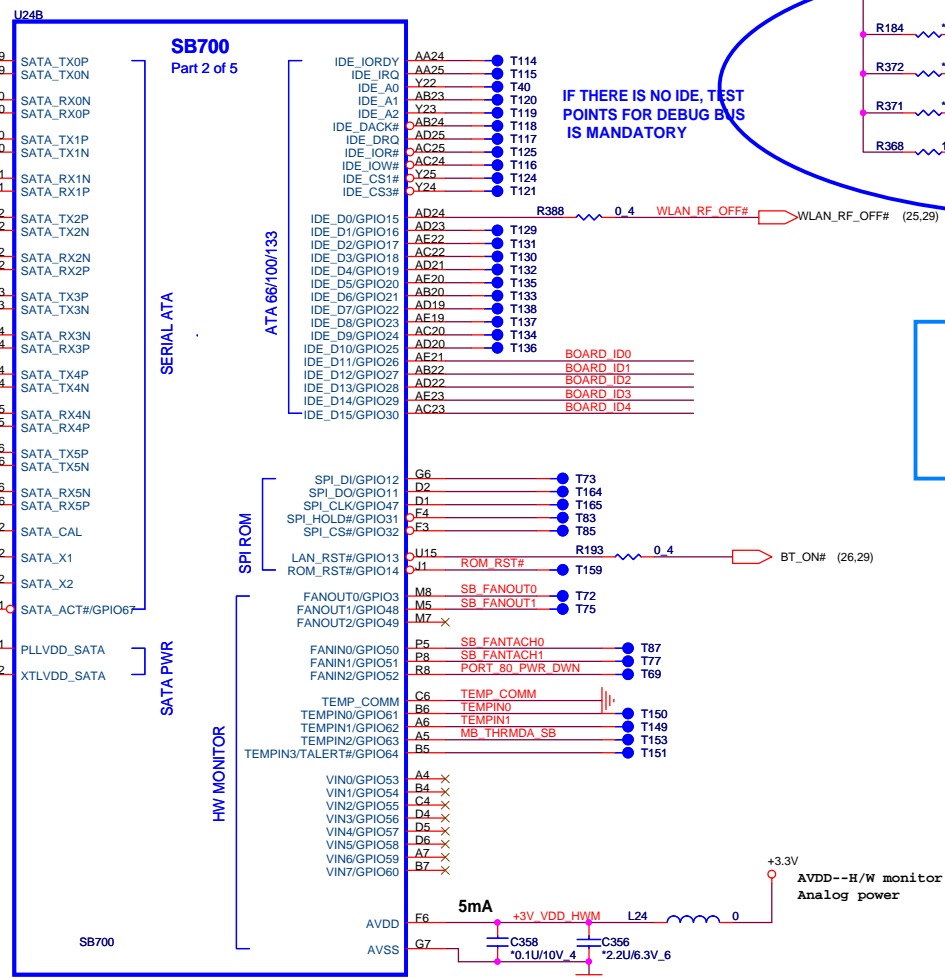 U24B
SB700
Part 2 of 5
SATA_TX0P
SATA_TX0N
SATA_RX0N
SATA_RX0P
SATA_TX1P
SATA_TX1N
SATA_RX1N
SATA_RX1P
SATA_TX2P
SATA_TX2N
SATA_RX2N
SATA_RX2P
SATA_TX3P
SATA_TX3N
SATA_RX3N
SATA_RX3P
SATA_TX4P
SATA_TX4N
SATA_RX4N
SATA_RX4P
SATA_TX5P
SATA_TX5N
SATA_RX5N
SATA_RX5P
SATA_CAL
SATA_X1
SATA_X2
SATA_ACT#/GPIO67
PLLVDD_SATA
XTLVDD_SATA
SERIAL ATA
SATA PWR
ATA 66/100/133
SPI ROM
HW MONITOR
IDE_IORDY AA24 T114
IDE_IRQ AA25 T115
IDE_A0 Y22 T40
IDE_A1 AB23 T120
IDE_A2 Y23 T119
IDE_DACK# AB24 T118
IDE_DRQ AD25 T117
IDE_IOR# AC25 T125
IDE_IOW# AC24 T116
IDE_CS1# Y25 T124
IDE_CS3# Y24 T121
IDE_D0/GPIO15 AD24 R388 0_4 WLAN_RF_OFF# WLAN_RF_OFF# (25,29)
IDE_D1/GPIO16 AD23 T129
IDE_D2/GPIO17 AE22 T131
IDE_D3/GPIO18 AC22 T130
IDE_D4/GPIO19 AD21 T132
IDE_D5/GPIO20 AE20 T135
IDE_D6/GPIO21 AB20 T133
IDE_D7/GPIO22 AD19 T138
IDE_D8/GPIO23 AE19 T137
IDE_D9/GPIO24 AC20 T134
IDE_D10/GPIO25 AD20 T136
IDE_D11/GPIO26 AE21 BOARD_ID0
IDE_D12/GPIO27 AB22 BOARD_ID1
IDE_D13/GPIO28 AD22 BOARD_ID2
IDE_D14/GPIO29 AE23 BOARD_ID3
IDE_D15/GPIO30 AC23 BOARD_ID4
SPI_DI/GPIO12 G6 T73
SPI_DO/GPIO11 D2 T164
SPI_CLK/GPIO47 D1 T165
SPI_HOLD#/GPIO31 F4 T83
SPI_CS#/GPIO32 F3 T85
LAN_RST#/GPIO13 U15 R193 0_4 BT_ON# (26,29)
ROM_RST#/GPIO14 J1 ROM_RST# T159
FANOUT0/GPIO3 M8 SB_FANOUT0 T72
FANOUT1/GPIO48 M5 SB_FANOUT1 T75
FANOUT2/GPIO49 M7
FANIN0/GPIO50 P5 SB_FANTACH0 T87
FANIN1/GPIO51 P8 SB_FANTACH1 T77
FANIN2/GPIO52 R8 PORT_80_PWR_DWN T69
TEMP_COMM C6 TEMP_COMM
TEMPIN0/GPIO61 B6 TEMPIN0 T150
TEMPIN1/GPIO62 A6 TEMPIN1 T149
TEMPIN2/GPIO63 A5 MB_THRMDA_SB T153
TEMPIN3/TALERT#/GPIO64 B5 T151
VIN0/GPIO53 A4
VIN1/GPIO54 B4
VIN2/GPIO55 C4
VIN3/GPIO56 D4
VIN4/GPIO57 D5
VIN5/GPIO58 D6
VIN6/GPIO59 A7
VIN7/GPIO60 B7
AVDD F6 5mA +3V_VDD_HWM L24 0
AVSS G7
C358
*0.1U/10V_4
C356
*2.2U/6.3V_6
+3.3V
AVDD--H/W monitor
Analog power
SB700
IF THERE IS NO IDE, TEST
POINTS FOR DEBUG BUS
IS MANDATORY
R184 *
R372 *
R371 *
R368 1